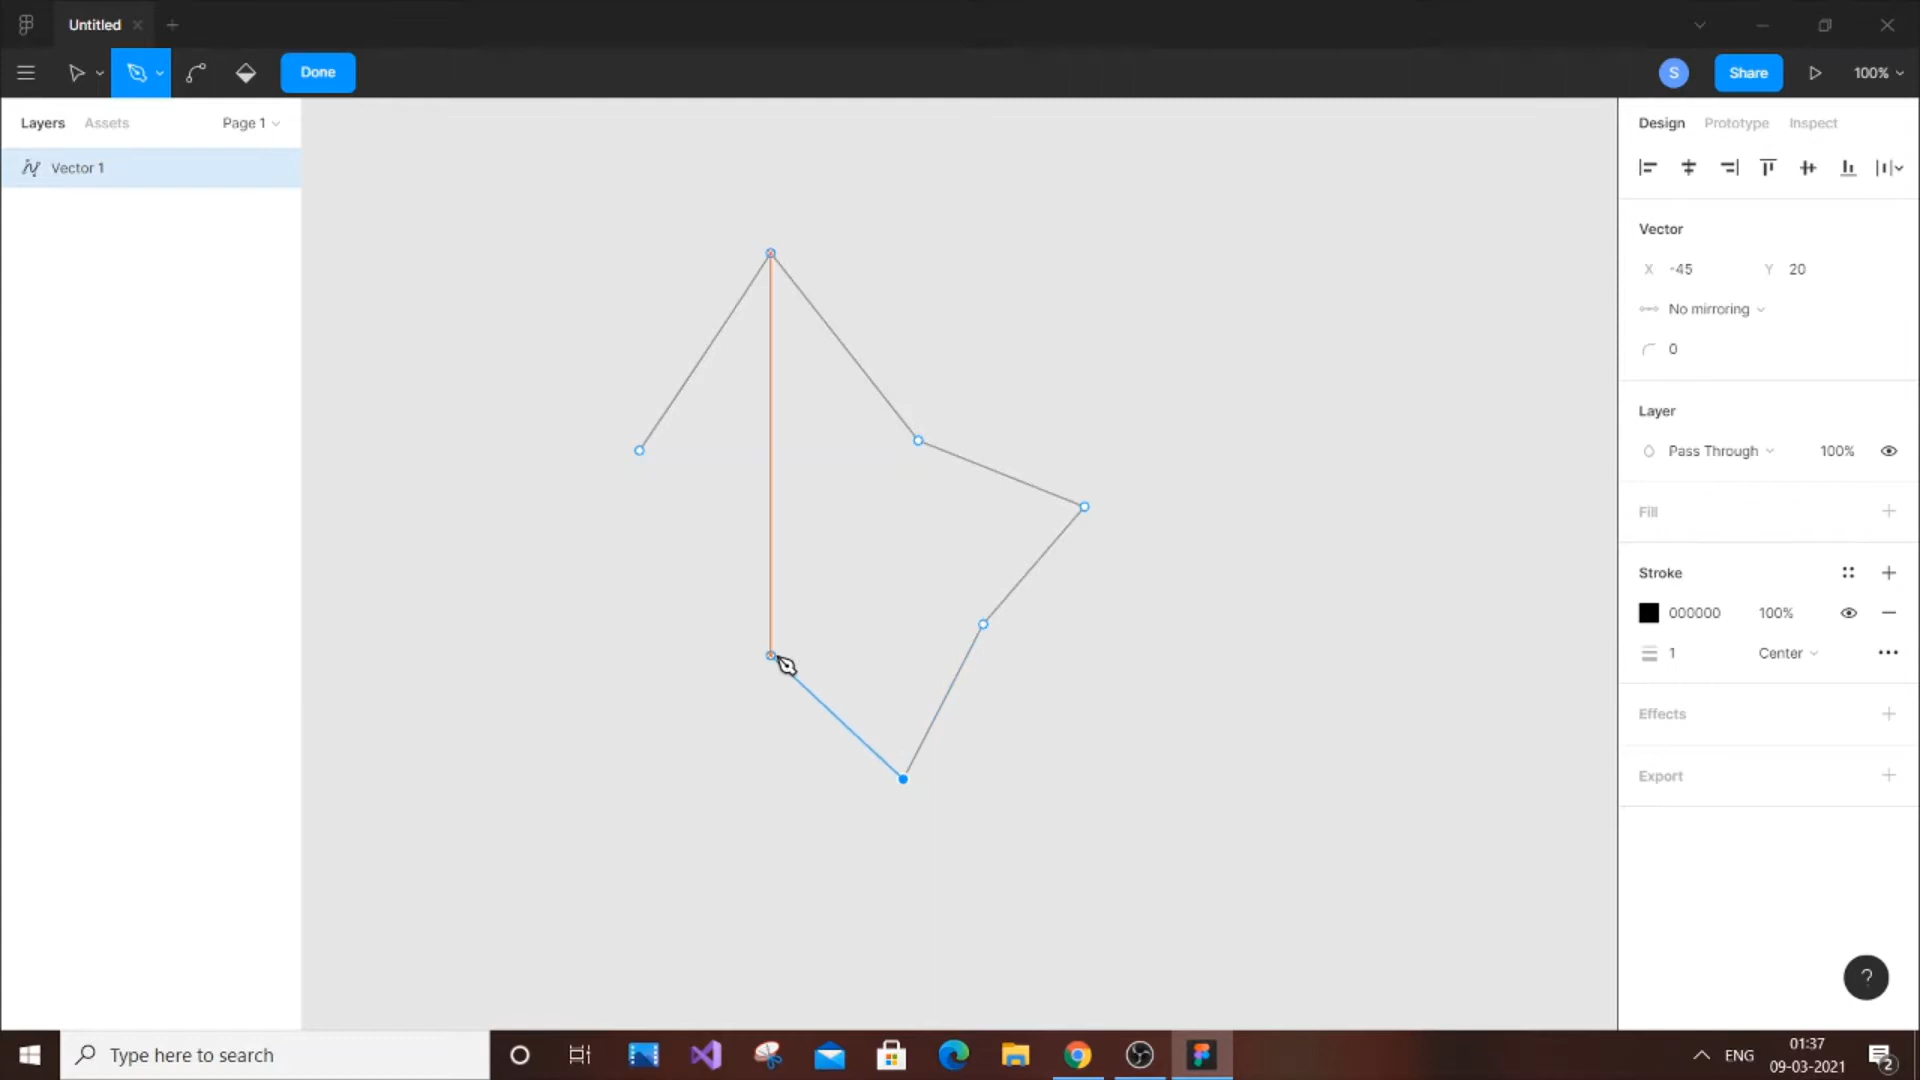 Untitled
Done
S
Share
100%
Layers
Assets
Page 1
Design
Prototype
Inspect
Vector 1
Vector
X -45
Y 20
No mirroring
0
Layer
Pass Through
100%
Fill
Stroke
000000
100%
1
Center
Effects
Export
?
Type here to search
ENG
01:37
09-03-2021
2